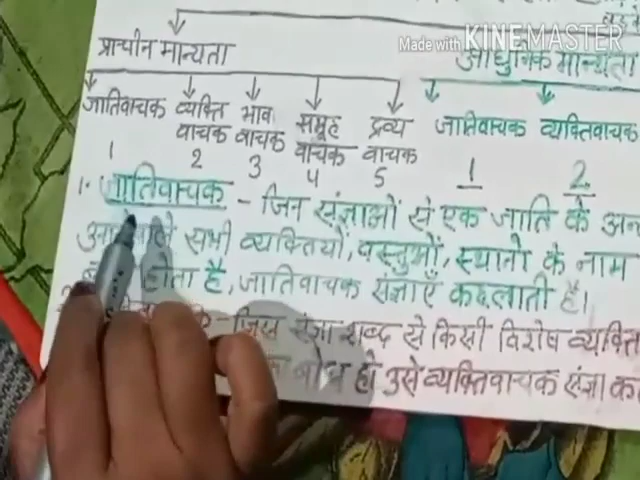 Made with KINEMASTER
प्राचीन मान्यता आधुनिक मान्यता
जातिवाचक व्यक्ति वाचक भाव वाचक समूह वाचक द्रव्य वाचक जातिवाचक व्यक्तिवाचक
1 2 3 4 5 1 2
1. जातिवाचक - जिन संज्ञाओं से एक जाति के अन्
सभी व्यक्तियों, वस्तुओं, स्थानो के नाम
होता है, जातिवाचक संज्ञाएँ कहलाती है।
- जिस संज्ञा शब्द से किसी विशेष व्यक्ति
बोध हो उसे व्यक्तिवाचक संज्ञा क